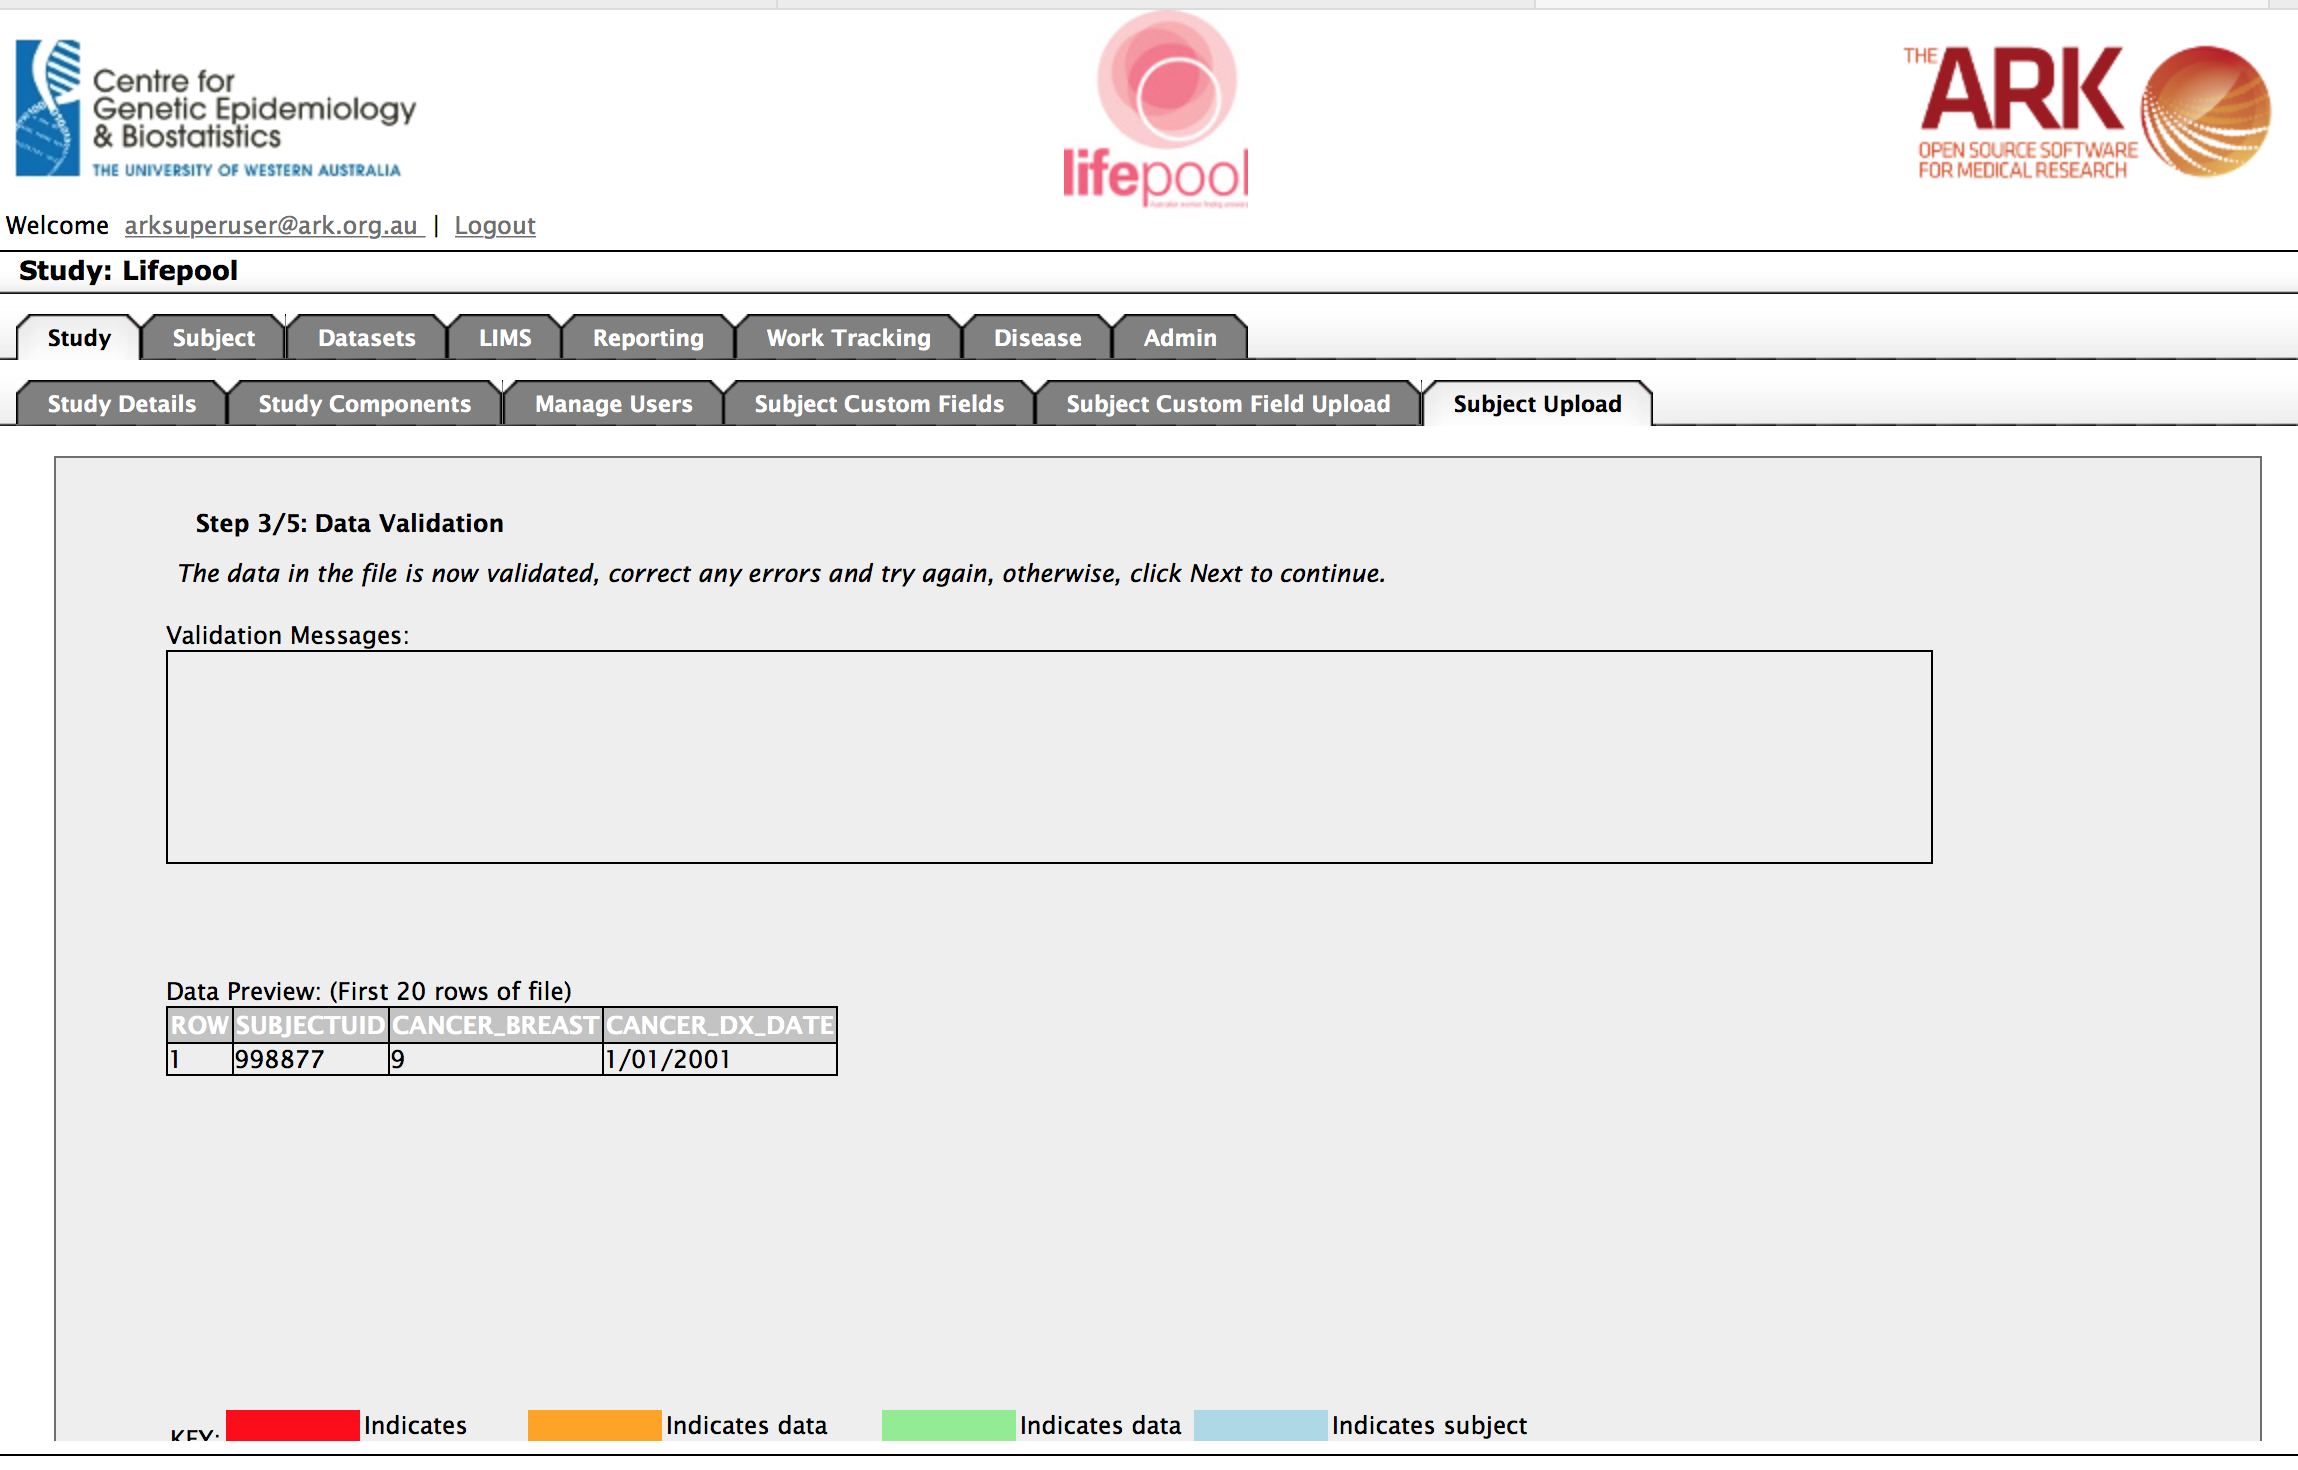 Centre for
Genetic Epidemiology
& Biostatistics
THE UNIVERSITY OF WESTERN AUSTRALIA
lifepool
THE ARK
OPEN SOURCE SOFTWARE
FOR MEDICAL RESEARCH
Welcome arksuperuser@ark.org.au | Logout
Study: Lifepool
Study Subject Datasets LIMS Reporting Work Tracking Disease Admin
Study Details Study Components Manage Users Subject Custom Fields Subject Custom Field Upload Subject Upload
Step 3/5: Data Validation
The data in the file is now validated, correct any errors and try again, otherwise, click Next to continue.
Validation Messages:
Data Preview: (First 20 rows of file)
ROW SUBJECTUID CANCER_BREAST CANCER_DX_DATE
1 998877 9 1/01/2001
KEY: Indicates Indicates data Indicates data Indicates subject